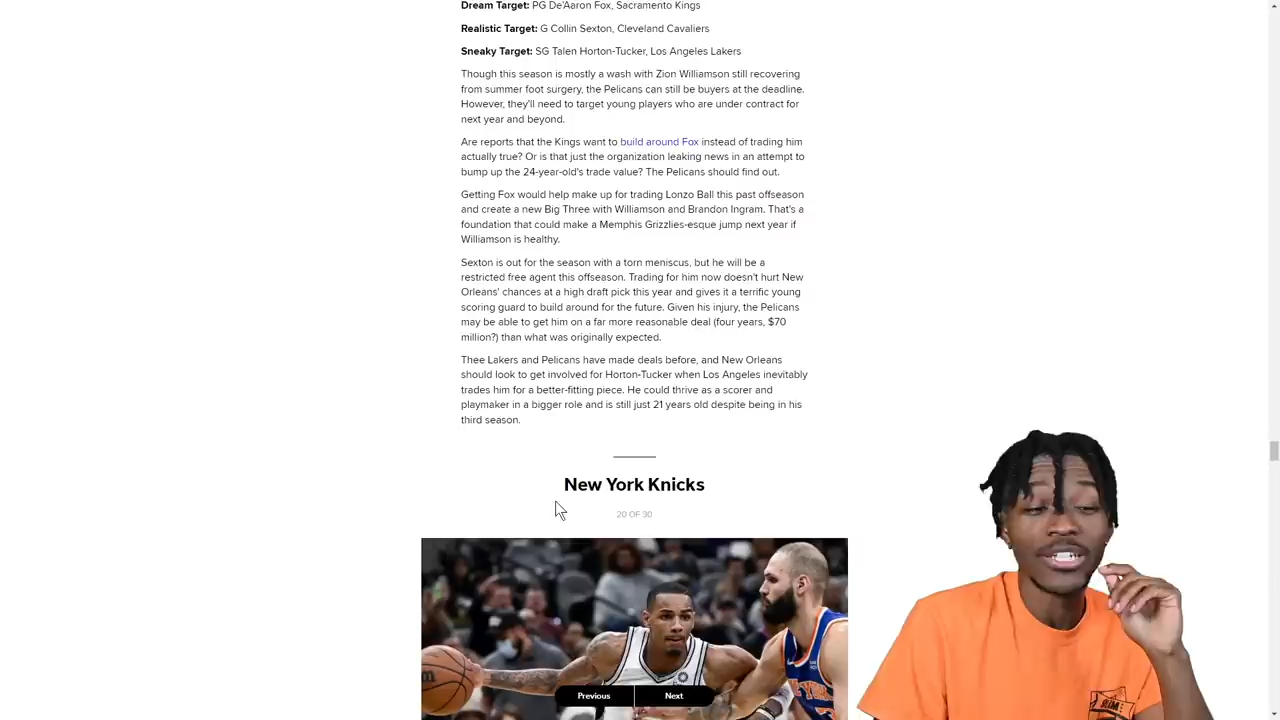 Dream Target: PG De'Aaron Fox, Sacramento Kings
Realistic Target: G Collin Sexton, Cleveland Cavaliers
Sneaky Target: SG Talen Horton-Tucker, Los Angeles Lakers
Though this season is mostly a wash with Zion Williamson still recovering
from summer foot surgery, the Pelicans can still be buyers at the deadline.
However, they'll need to target young players who are under contract for
next year and beyond.
Are reports that the Kings want to build around Fox instead of trading him
actually true? Or is that just the organization leaking news in an attempt to
bump up the 24-year-old's trade value? The Pelicans should find out.
Getting Fox would help make up for trading Lonzo Ball this past offseason
and create a new Big Three with Williamson and Brandon Ingram. That's a
foundation that could make a Memphis Grizzlies-esque jump next year if
Williamson is healthy.
Sexton is out for the season with a torn meniscus, but he will be a
restricted free agent this offseason. Trading for him now doesn't hurt New
Orleans' chances at a high draft pick this year and gives it a terrific young
scoring guard to build around for the future. Given his injury, the Pelicans
may be able to get him on a far more reasonable deal (four years, $70
million?) than what was originally expected.
Thee Lakers and Pelicans have made deals before, and New Orleans
should look to get involved for Horton-Tucker when Los Angeles inevitably
trades him for a better-fitting piece. He could thrive as a scorer and
playmaker in a bigger role and is still just 21 years old despite being in his
third season.
New York Knicks
20 OF 30
Previous
Next